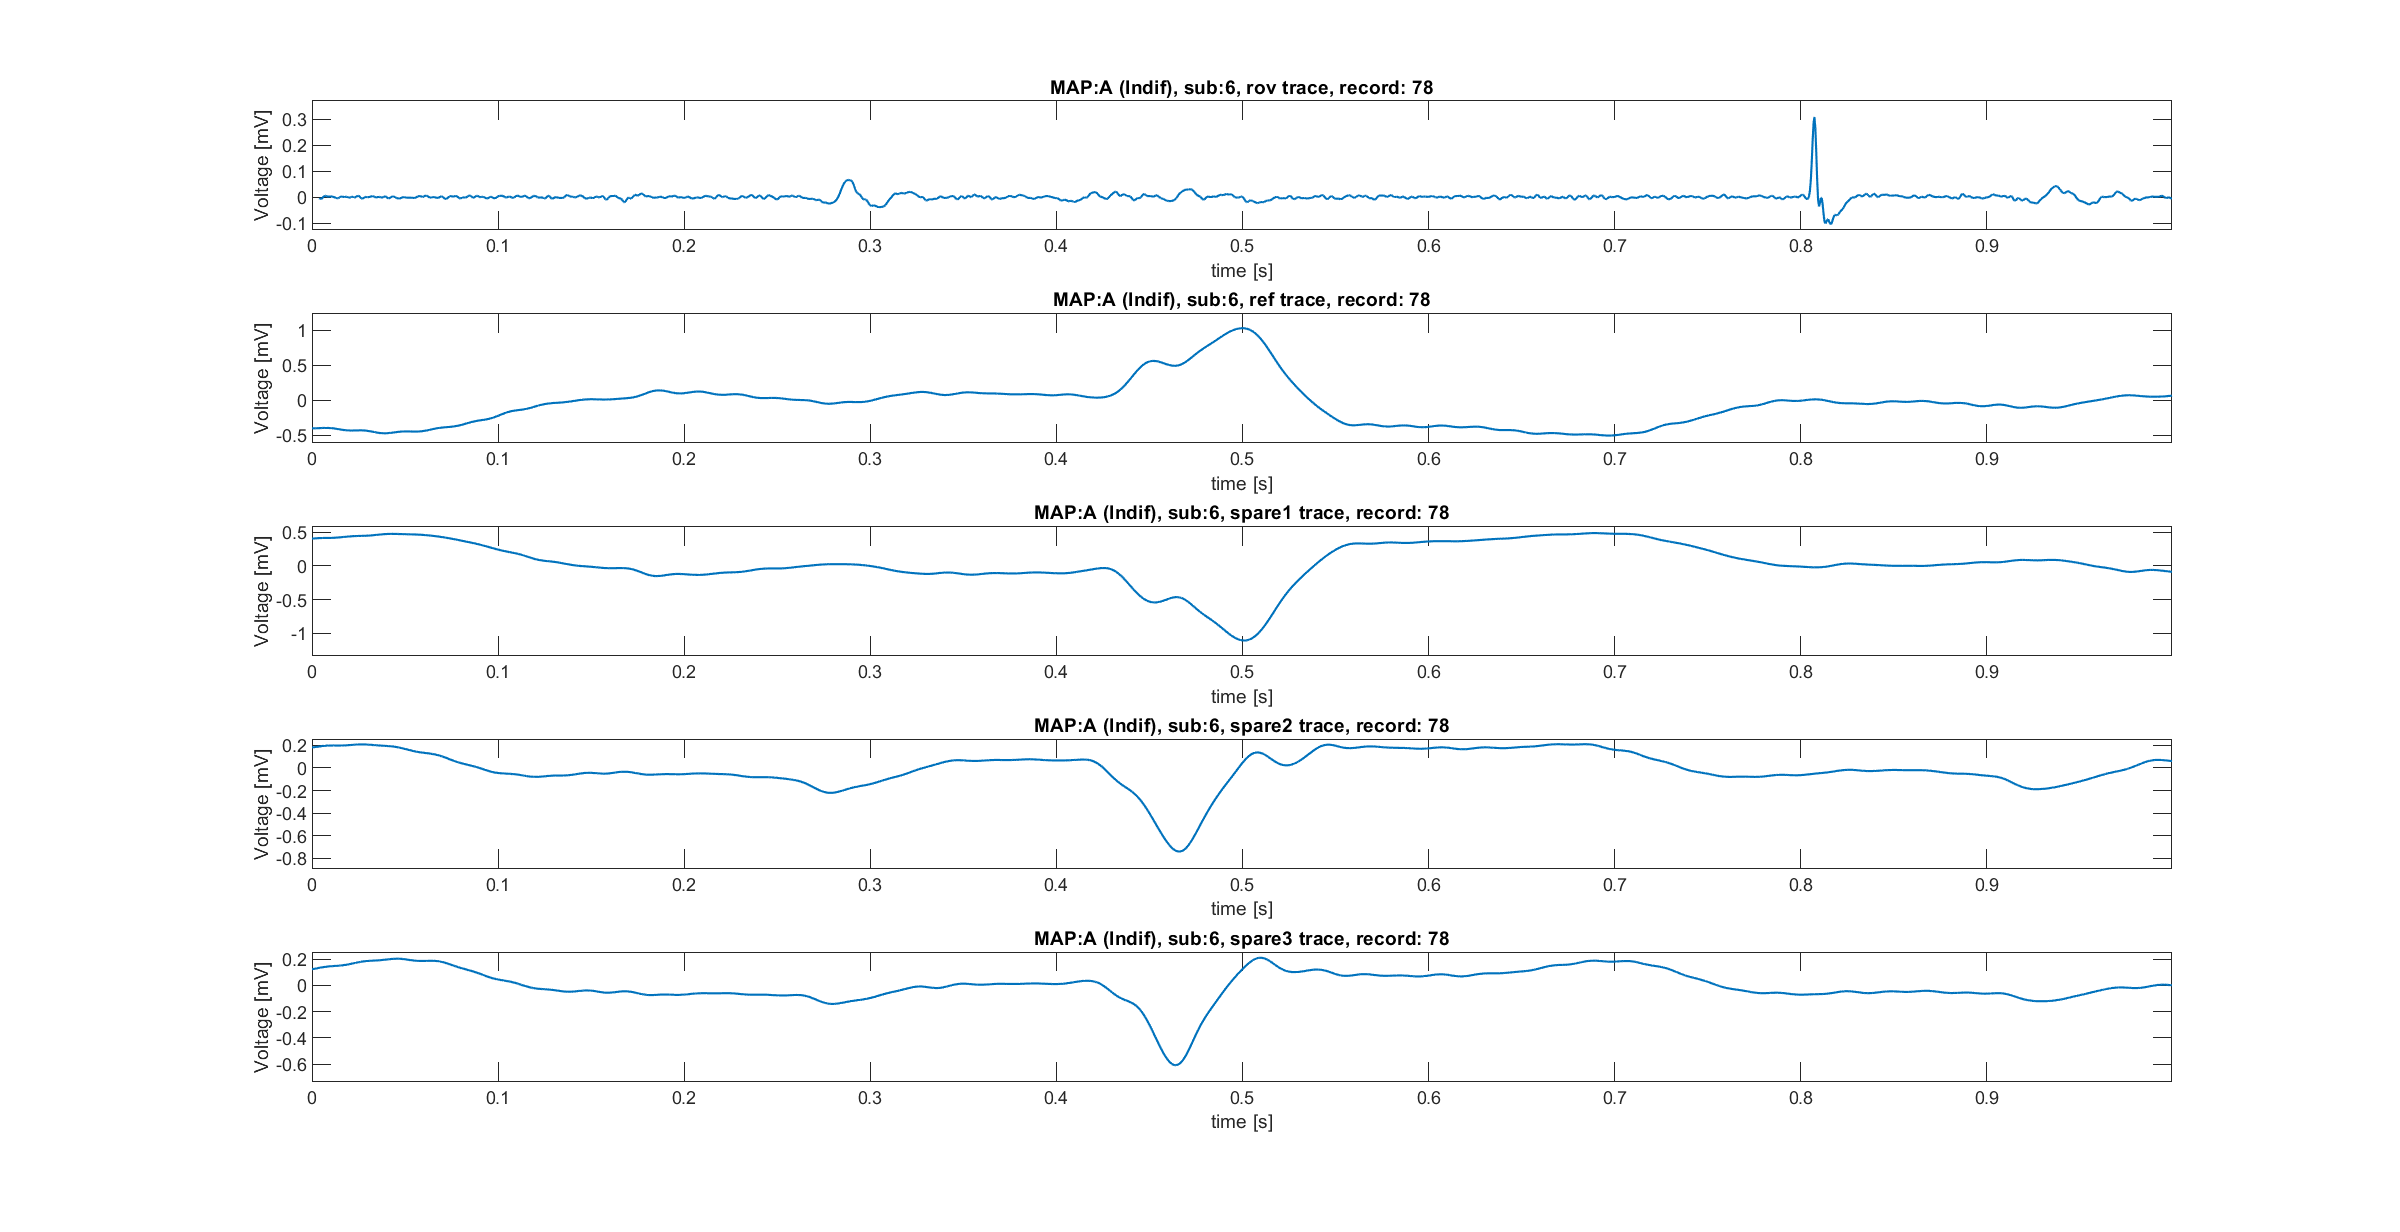 MAP:A (Indif), sub:6, rov trace, record: 78
Voltage [mV]
0.3
0.2
0.1
0
-0.1
0 0.1 0.2 0.3 0.4 0.5 0.6 0.7 0.8 0.9
time [s]
MAP:A (Indif), sub:6, ref trace, record: 78
Voltage [mV]
1
0.5
0
-0.5
0 0.1 0.2 0.3 0.4 0.5 0.6 0.7 0.8 0.9
time [s]
MAP:A (Indif), sub:6, spare1 trace, record: 78
Voltage [mV]
0.5
0
-0.5
-1
0 0.1 0.2 0.3 0.4 0.5 0.6 0.7 0.8 0.9
time [s]
MAP:A (Indif), sub:6, spare2 trace, record: 78
Voltage [mV]
0.2
0
-0.2
-0.4
-0.6
-0.8
0 0.1 0.2 0.3 0.4 0.5 0.6 0.7 0.8 0.9
time [s]
MAP:A (Indif), sub:6, spare3 trace, record: 78
Voltage [mV]
0.2
0
-0.2
-0.4
-0.6
0 0.1 0.2 0.3 0.4 0.5 0.6 0.7 0.8 0.9
time [s]